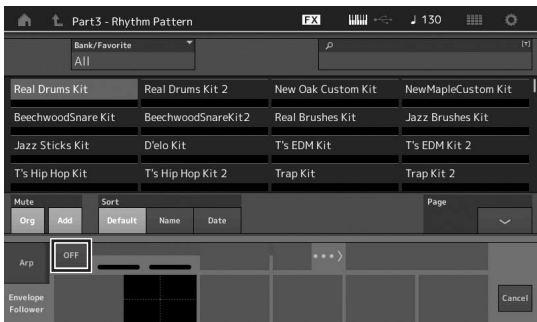 Part3 - Rhythm Pattern FX ♩ 130
Bank/Favorite
All
[T]
Real Drums Kit Real Drums Kit 2 New Oak Custom Kit NewMapleCustom Kit
BeechwoodSnare Kit BeechwoodSnareKit2 Real Brushes Kit Jazz Brushes Kit
Jazz Sticks Kit D'elo Kit T's EDM Kit T's EDM Kit 2
T's Hip Hop Kit T's Hip Hop Kit 2 Trap Kit Trap Kit 2
Mute Sort Page
Org Add Default Name Date
Arp OFF
Envelope
Follower Cancel